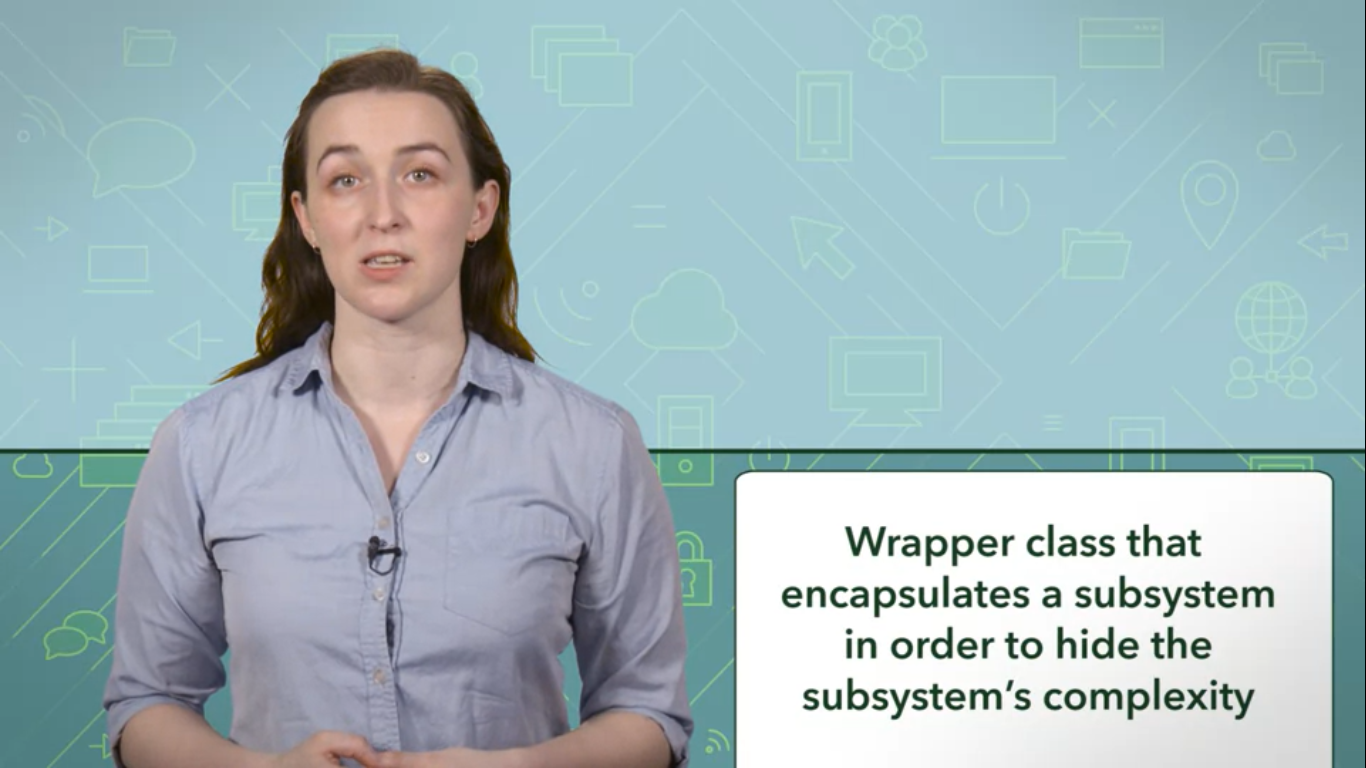 Wrapper class that
encapsulates a subsystem
in order to hide the
subsystem’s complexity